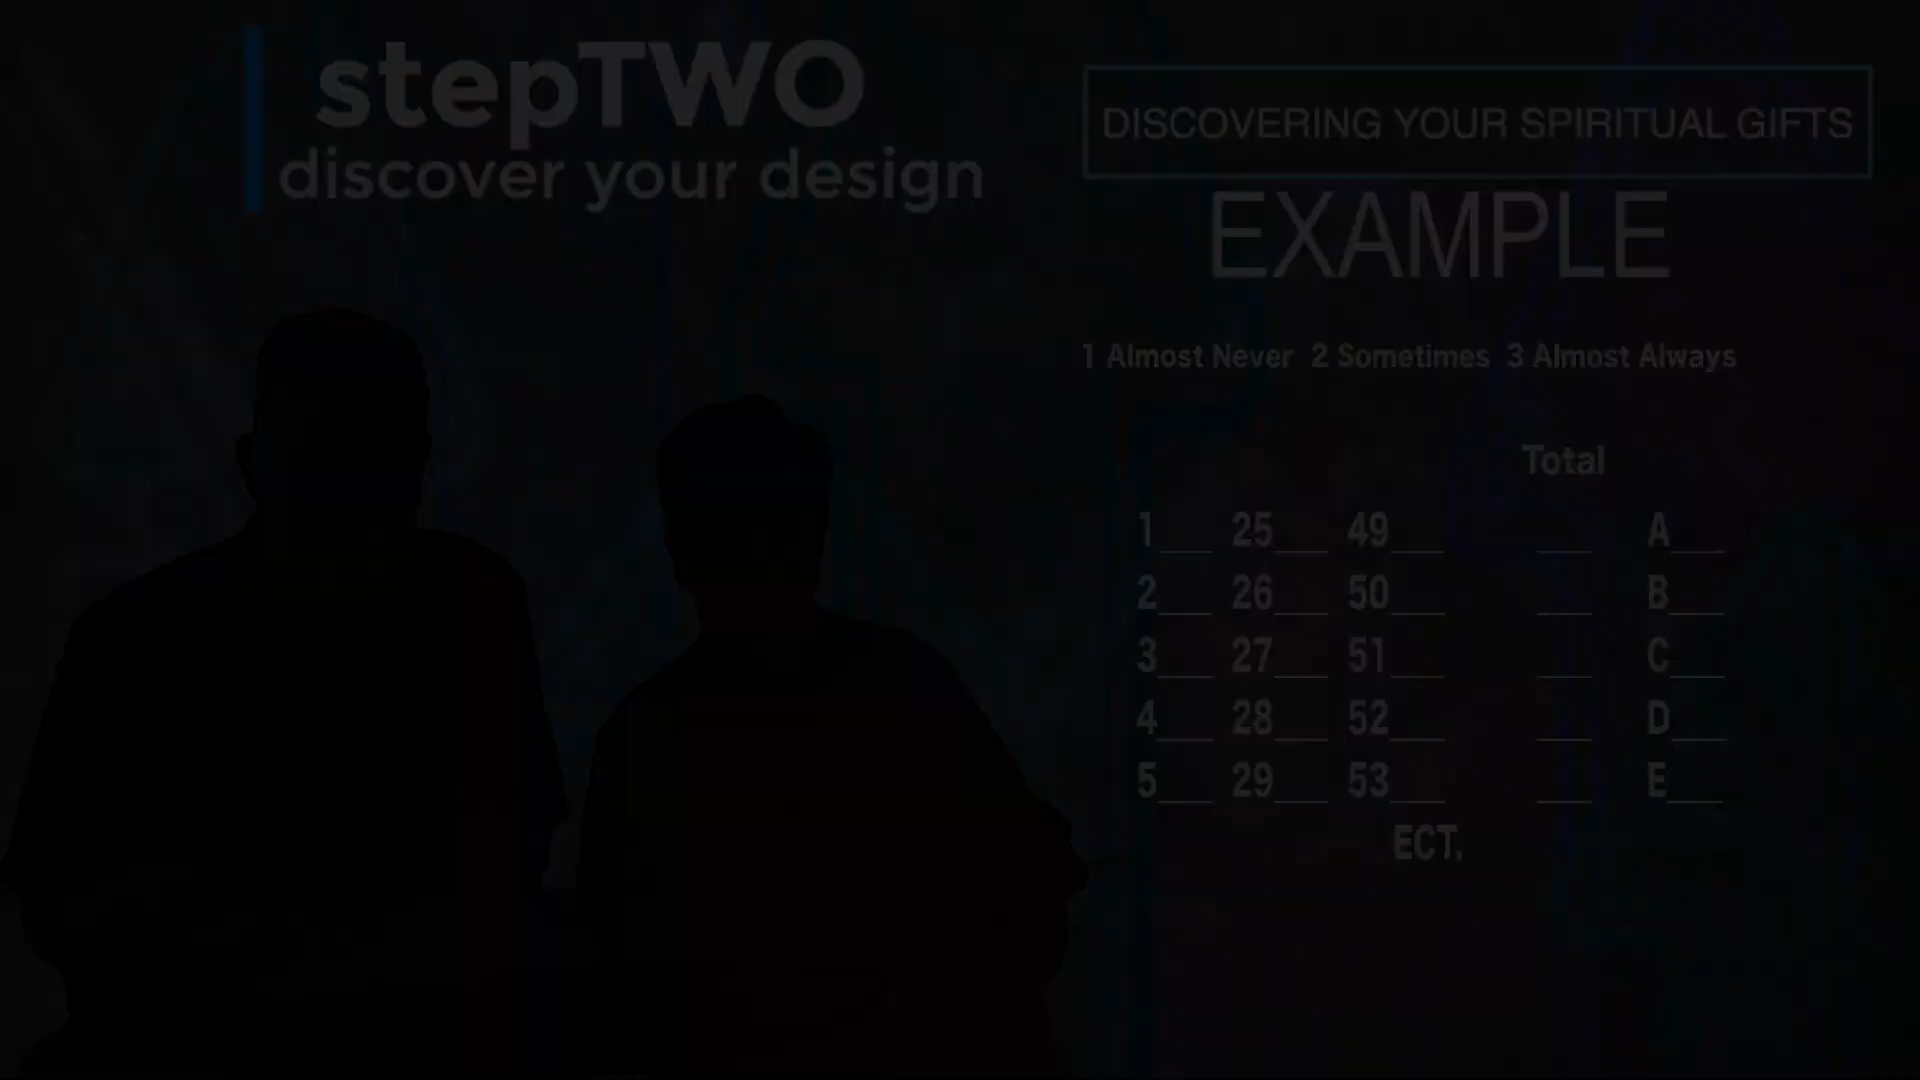 stepTWO
discover your design
DISCOVERING YOUR SPIRITUAL GIFTS
EXAMPLE
1 Almost Never 2 Sometimes 3 Almost Always
Total
1___ 25___ 49___ ___ A___
2___ 26___ 50___ ___ B___
3___ 27___ 51___ ___ C___
4___ 28___ 52___ ___ D___
5___ 29___ 53___ ___ E___
ECT.